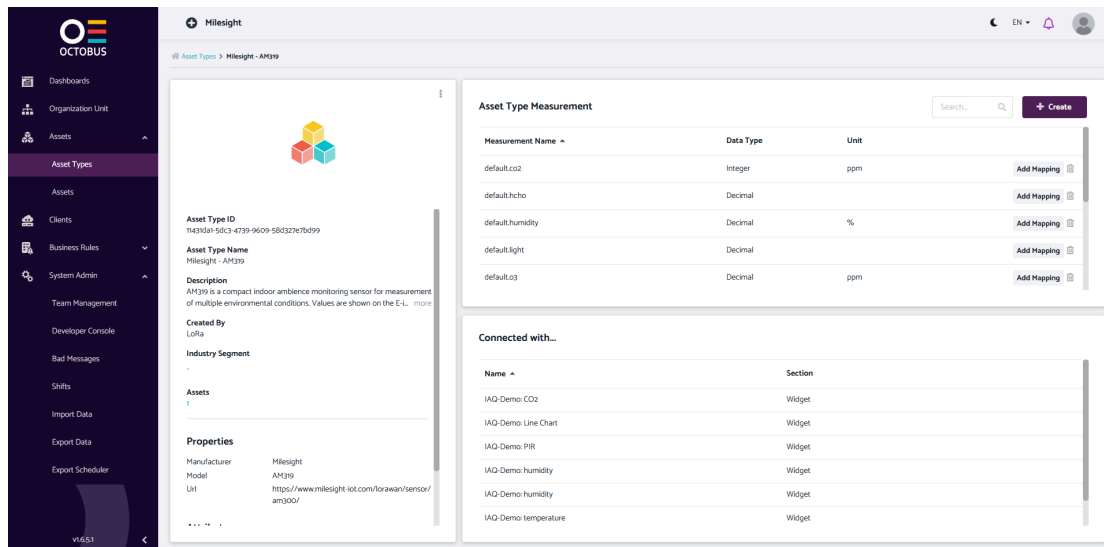 OCTOBUS
Dashboards
Organization Unit
Assets
Asset Types
Assets
Clients
Business Rules
System Admin
Team Management
Developer Console
Bad Messages
Shifts
Import Data
Export Data
Export Scheduler
v1.6.5.1
Milesight
EN
Asset Types > Milesight - AM319
Asset Type ID
11431da1-5dc3-4739-9609-58d327e7bd99
Asset Type Name
Milesight - AM319
Description
AM319 is a compact indoor ambience monitoring sensor for measurement
of multiple environmental conditions. Values are shown on the E-i... more
Created By
LoRa
Industry Segment
-
Assets
1
Properties
Manufacturer Milesight
Model AM319
Url https://www.milesight-iot.com/lorawan/sensor/
am300/
Asset Type Measurement
Search...
+ Create
Measurement Name Data Type Unit
default.co2 Integer ppm Add Mapping
default.hcho Decimal Add Mapping
default.humidity Decimal % Add Mapping
default.light Decimal Add Mapping
default.o3 Decimal ppm Add Mapping
Connected with...
Name Section
IAQ-Demo: CO2 Widget
IAQ-Demo: Line Chart Widget
IAQ-Demo: PIR Widget
IAQ-Demo: humidity Widget
IAQ-Demo: humidity Widget
IAQ-Demo: temperature Widget